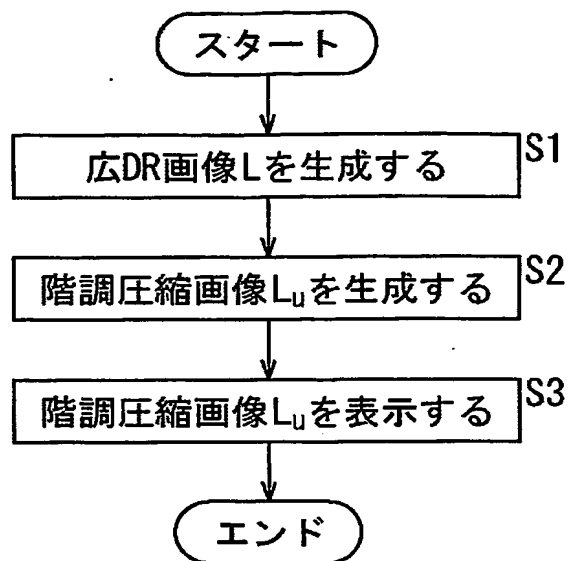 スタート
広DR画像Lを生成する S1
階調圧縮画像Luを生成する S2
階調圧縮画像Luを表示する S3
エンド